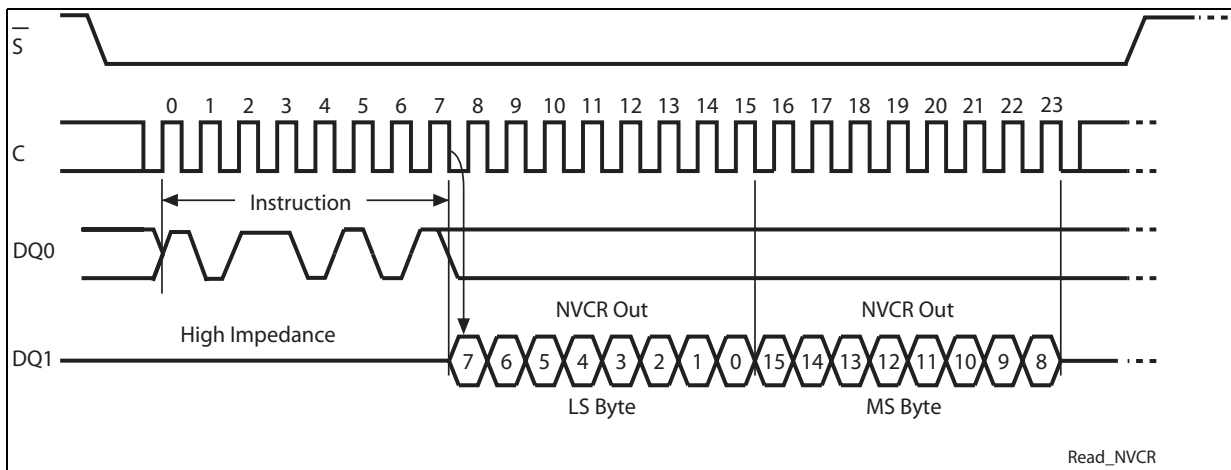 S
0 1 2 3 4 5 6 7 8 9 10 11 12 13 14 15 16 17 18 19 20 21 22 23
C
Instruction
DQ0
NVCR Out NVCR Out
High Impedance
DQ1 7 6 5 4 3 2 1 0 15 14 13 12 11 10 9 8
LS Byte MS Byte
Read_NVCR